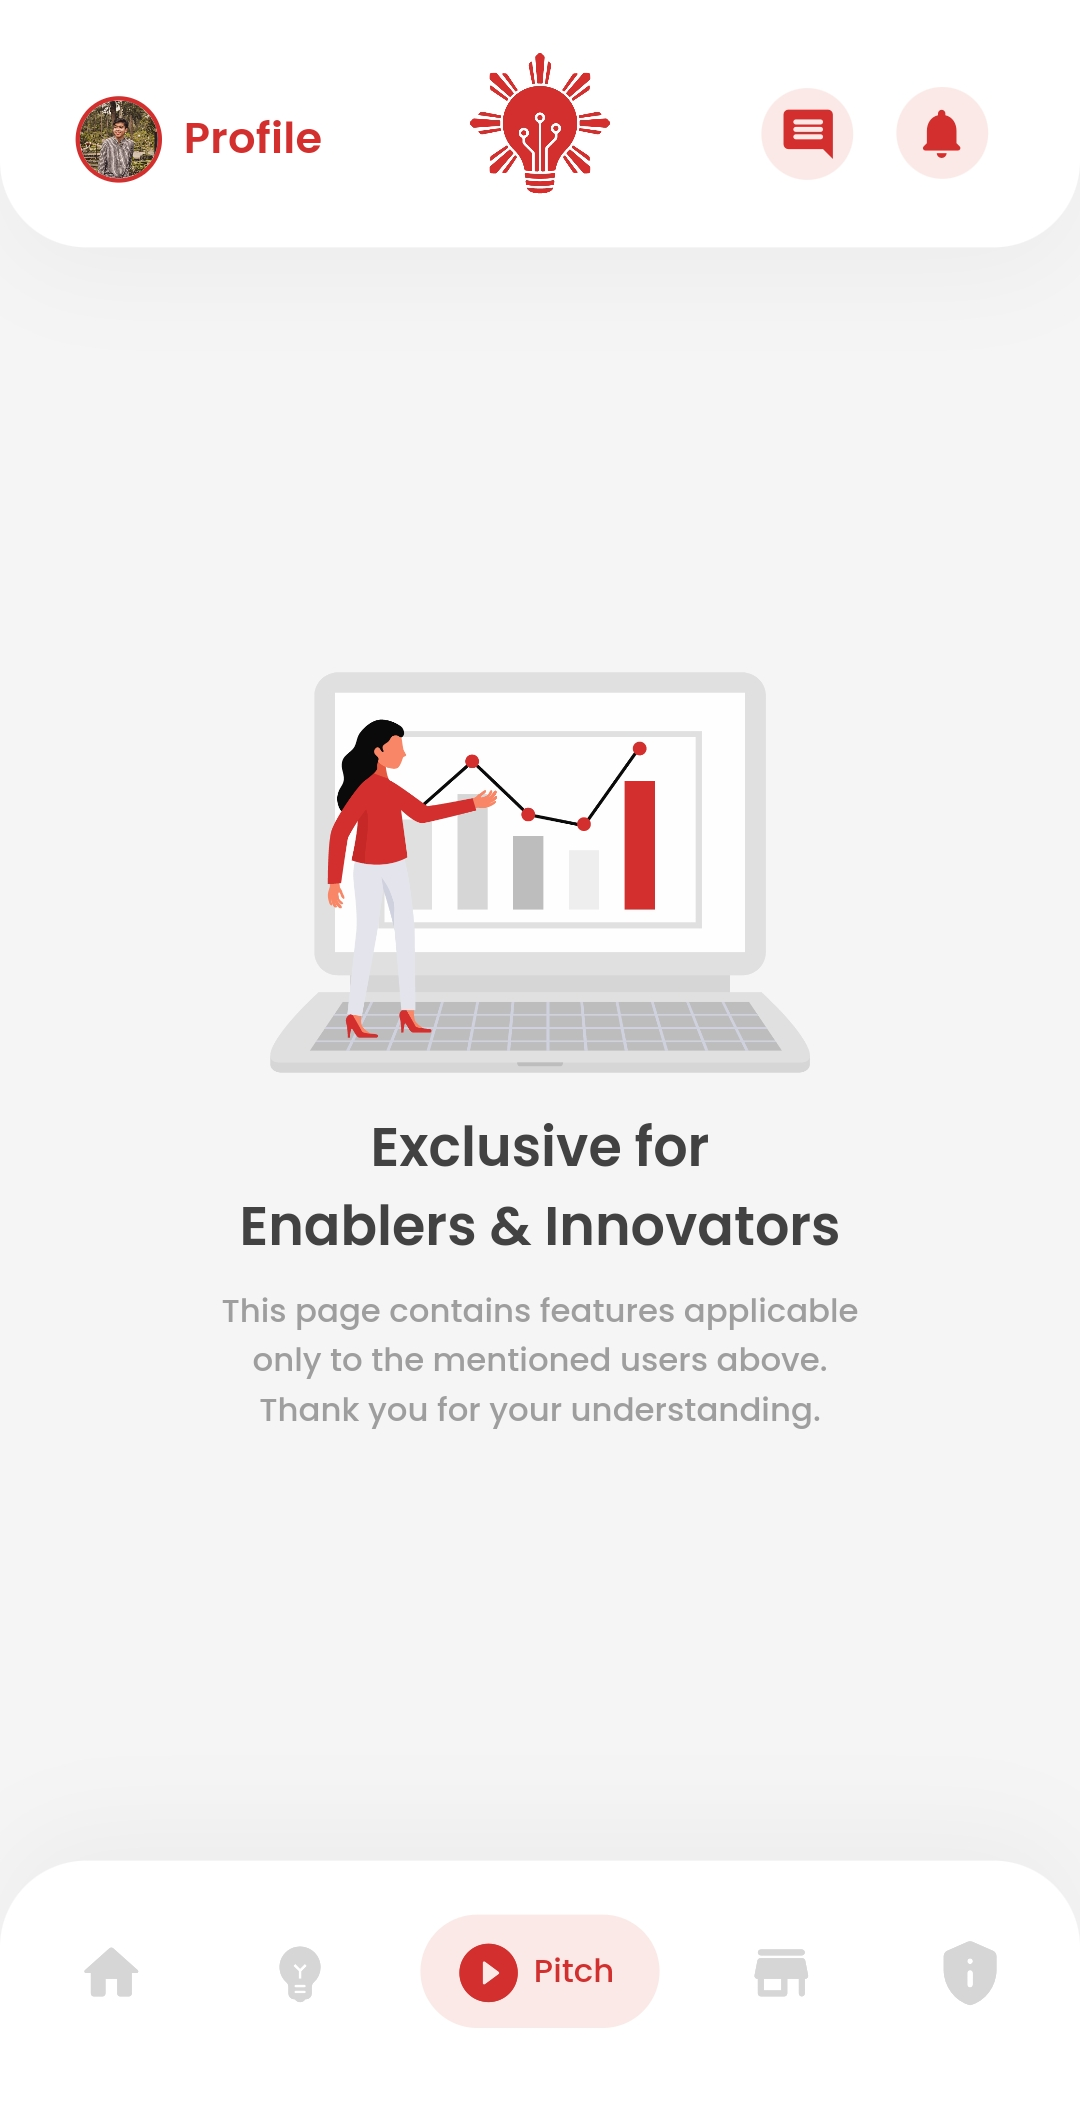 Profile
Exclusive for
Enablers & Innovators
This page contains features applicable
only to the mentioned users above.
Thank you for your understanding.
Pitch